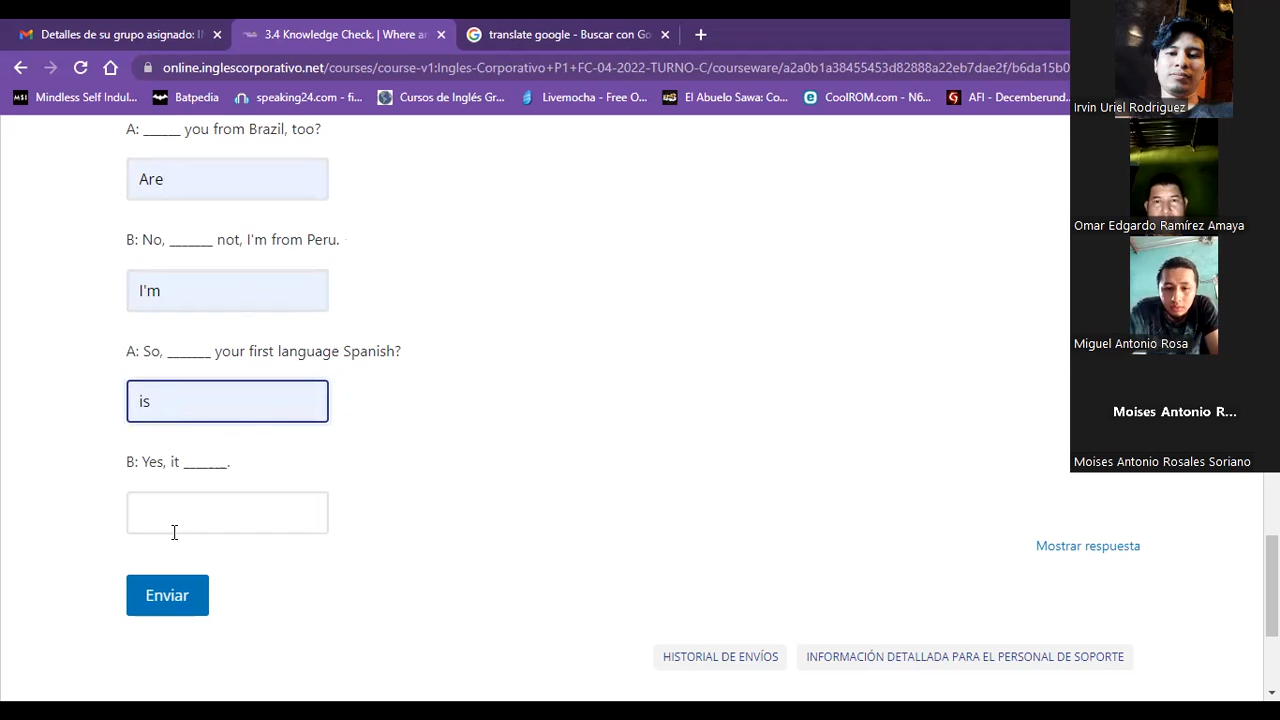 Detalles de su grupo asignado: I
3.4 Knowledge Check. | Where a
translate google - Buscar con Go
online.inglescorporativo.net/courses/course-v1:Ingles-Corporativo+P1+FC-04-2022-TURNO-C/courseware/a2a0b1a38455453d82888a22eb7dae2f/b6da15b0
Mindless Self Indul...
Batpedia
speaking24.com - fi...
Cursos de Inglés Gr...
Livemocha - Free O...
El Abuelo Sawa: Co...
CoolROM.com - N6...
AFI - Decemberund...
A: ______ you from Brazil, too?
Are
B: No, _______ not, I'm from Peru.
I'm
A: So, _______ your first language Spanish?
is
B: Yes, it _______.
Mostrar respuesta
Enviar
HISTORIAL DE ENVÍOS
INFORMACIÓN DETALLADA PARA EL PERSONAL DE SOPORTE
Irvin Uriel Rodriguez
Omar Edgardo Ramírez Amaya
Miguel Antonio Rosa
Moises Antonio R...
Moises Antonio Rosales Soriano